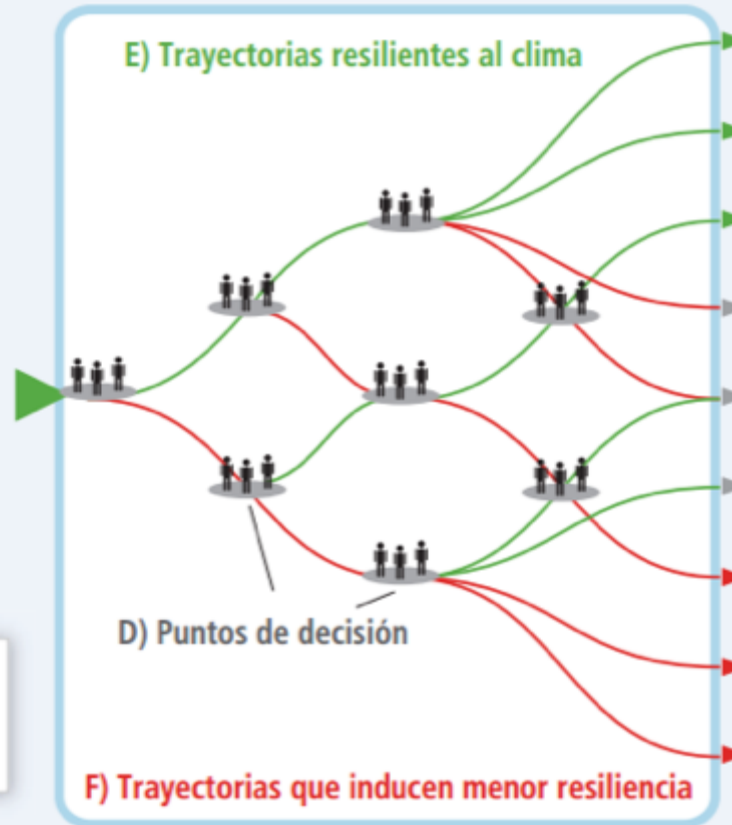 E) Trayectorias resilientes al clima
D) Puntos de decisión
F) Trayectorias que inducen menor resiliencia